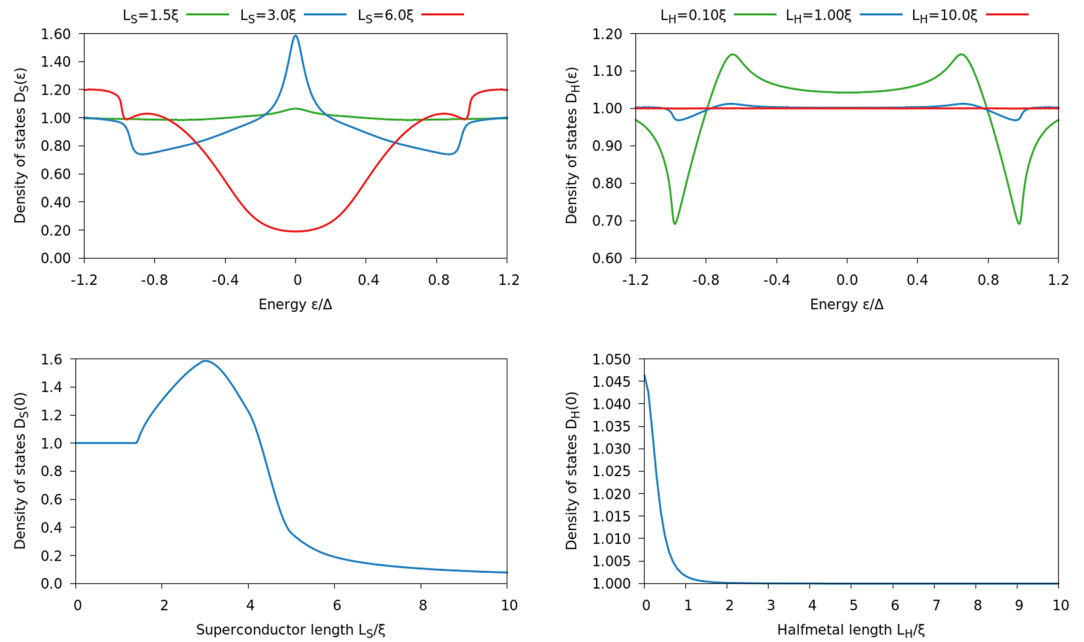 L_S=1.5ξ L_S=3.0ξ L_S=6.0ξ
Density of states D_S(ε)
1.60
1.40
1.20
1.00
0.80
0.60
0.40
0.20
0.00
-1.2 -0.8 -0.4 0 0.4 0.8 1.2
Energy ε/Δ
L_H=0.10ξ L_H=1.00ξ L_H=10.0ξ
Density of states D_H(ε)
1.20
1.10
1.00
0.90
0.80
0.70
0.60
-1.2 -0.8 -0.4 0.0 0.4 0.8 1.2
Energy ε/Δ
Density of states D_S(0)
1.6
1.4
1.2
1.0
0.8
0.6
0.4
0.2
0.0
0 2 4 6 8 10
Superconductor length L_S/ξ
Density of states D_H(0)
1.050
1.045
1.040
1.035
1.030
1.025
1.020
1.015
1.010
1.005
1.000
0 1 2 3 4 5 6 7 8 9 10
Halfmetal length L_H/ξ